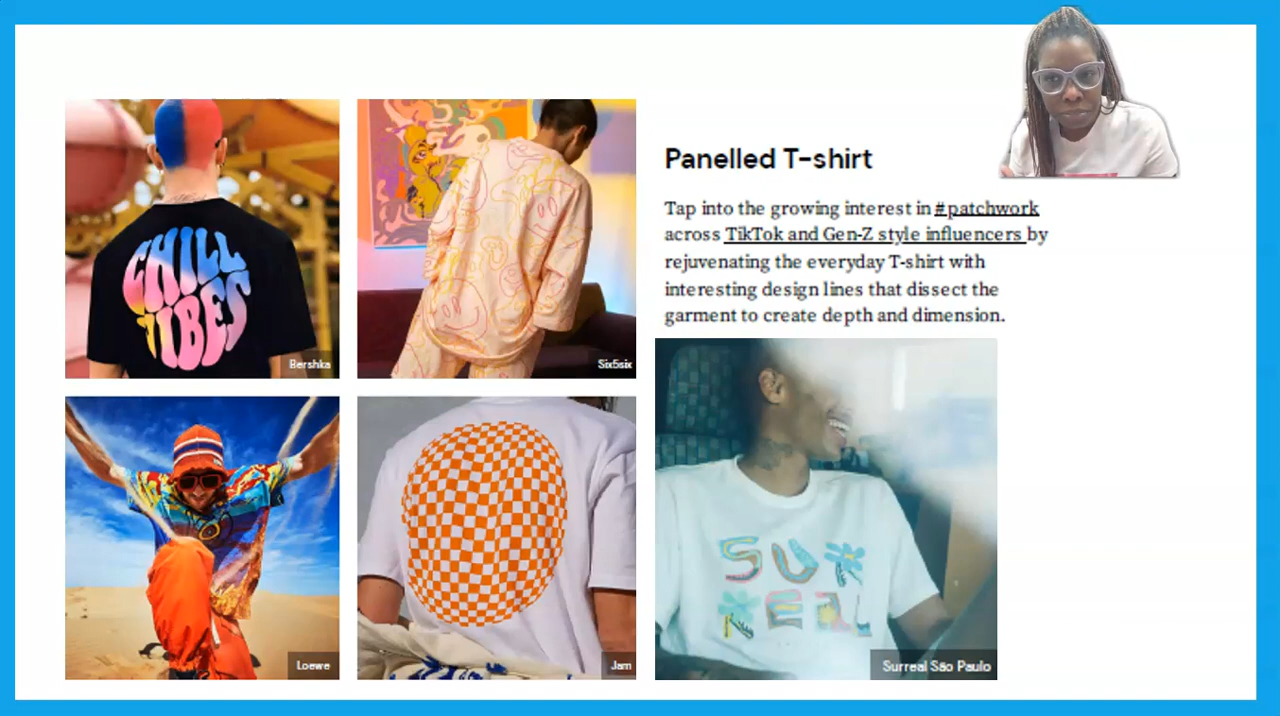 Panelled T-shirt
Tap into the growing interest in #patchwork
across TikTok and Gen-Z style influencers by
rejuvenating the everyday T-shirt with
interesting design lines that dissect the
garment to create depth and dimension.
CHILL
VIBES
Bershka
Six5six
Loewe
Jam
SUR
REAL
Surreal São Paulo